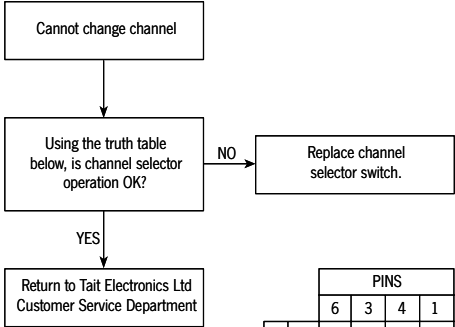 Cannot change channel
Using the truth table
below, is channel selector
operation OK?
NO
Replace channel
selector switch.
YES
Return to Tait Electronics Ltd
Customer Service Department
PINS
6 3 4 1